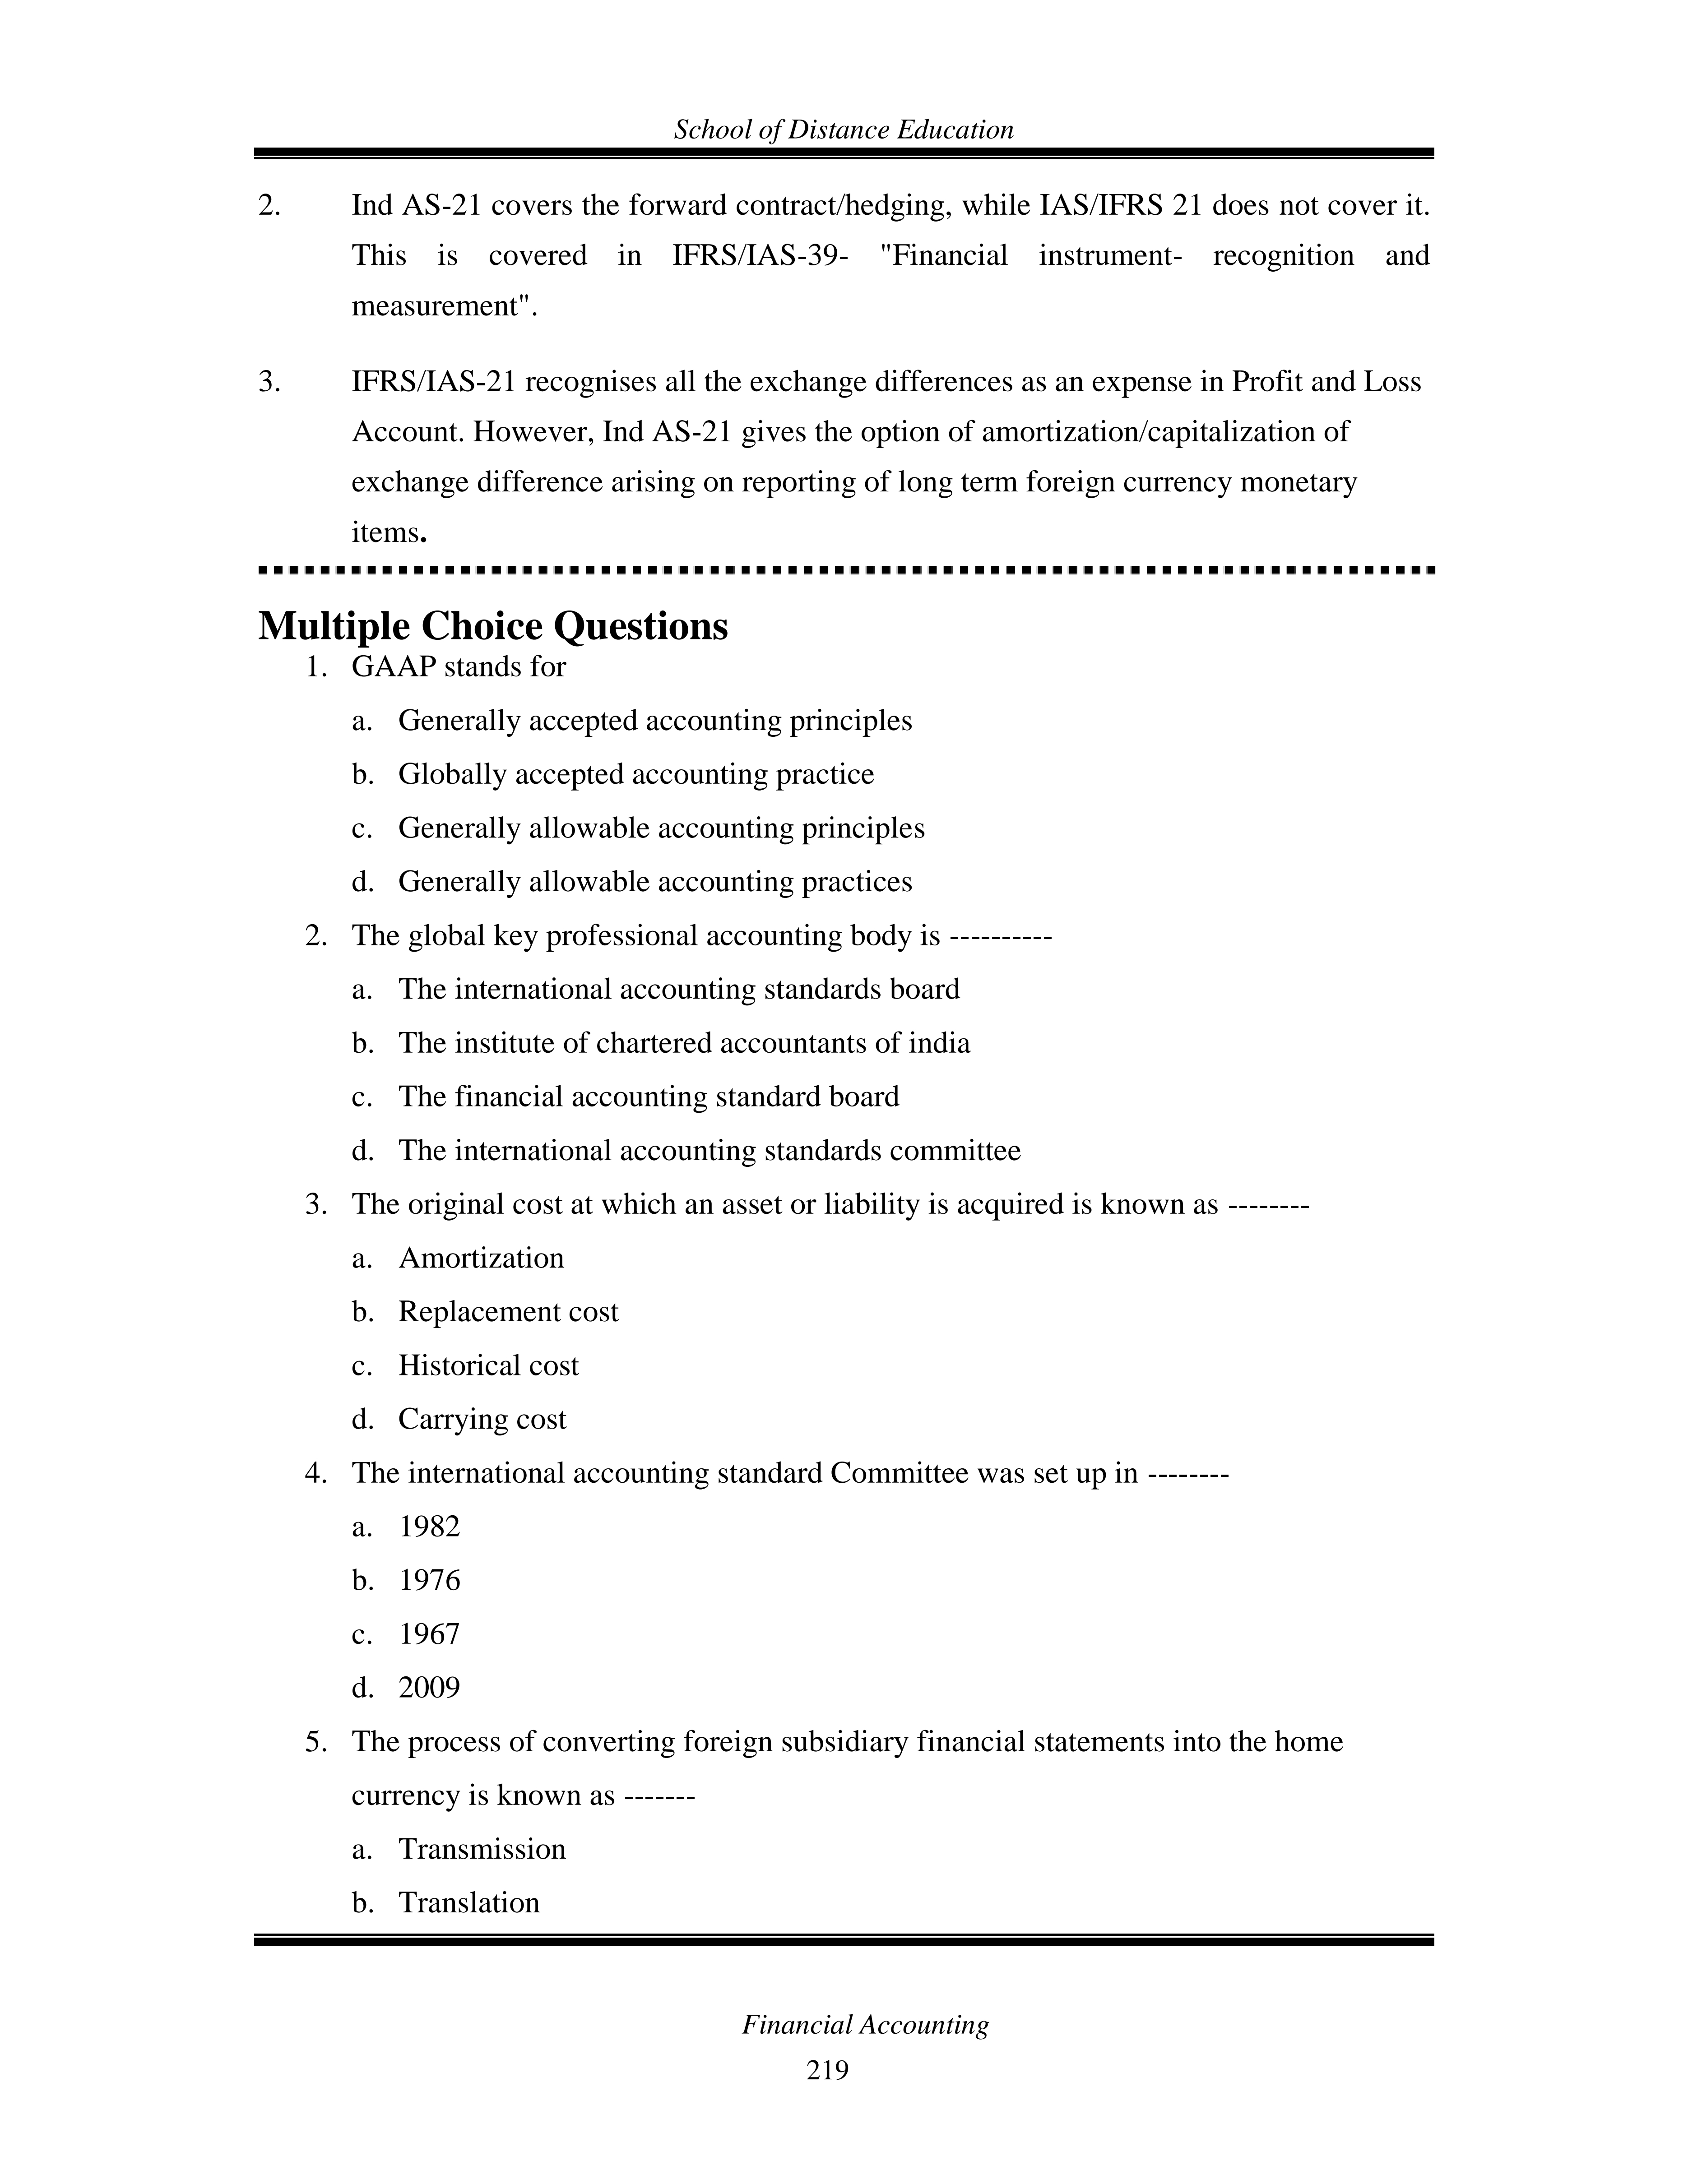 School of Distance Education
2. Ind AS-21 covers the forward contract/hedging, while IAS/IFRS 21 does not cover it.
This is covered in IFRS/IAS-39- "Financial instrument- recognition and
measurement".
3. IFRS/IAS-21 recognises all the exchange differences as an expense in Profit and Loss
Account. However, Ind AS-21 gives the option of amortization/capitalization of
exchange difference arising on reporting of long term foreign currency monetary
items.
Multiple Choice Questions
1. GAAP stands for
a. Generally accepted accounting principles
b. Globally accepted accounting practice
c. Generally allowable accounting principles
d. Generally allowable accounting practices
2. The global key professional accounting body is ----------
a. The international accounting standards board
b. The institute of chartered accountants of india
c. The financial accounting standard board
d. The international accounting standards committee
3. The original cost at which an asset or liability is acquired is known as --------
a. Amortization
b. Replacement cost
c. Historical cost
d. Carrying cost
4. The international accounting standard Committee was set up in --------
a. 1982
b. 1976
c. 1967
d. 2009
5. The process of converting foreign subsidiary financial statements into the home
currency is known as -------
a. Transmission
b. Translation
Financial Accounting
219